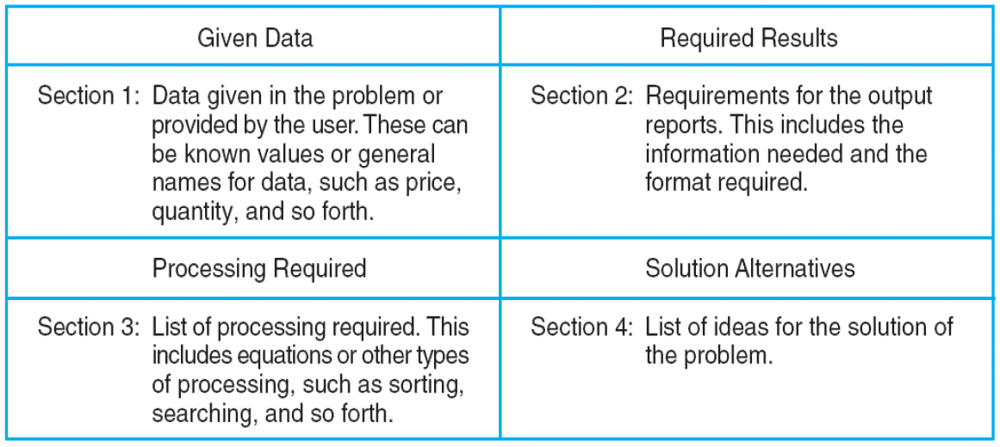 Given Data
Required Results
Section 1: Data given in the problem or
provided by the user. These can
be known values or general
names for data, such as price,
quantity, and so forth.
Section 2: Requirements for the output
reports. This includes the
information needed and the
format required.
Processing Required
Solution Alternatives
Section 3: List of processing required. This
includes equations or other types
of processing, such as sorting,
searching, and so forth.
Section 4: List of ideas for the solution of
the problem.